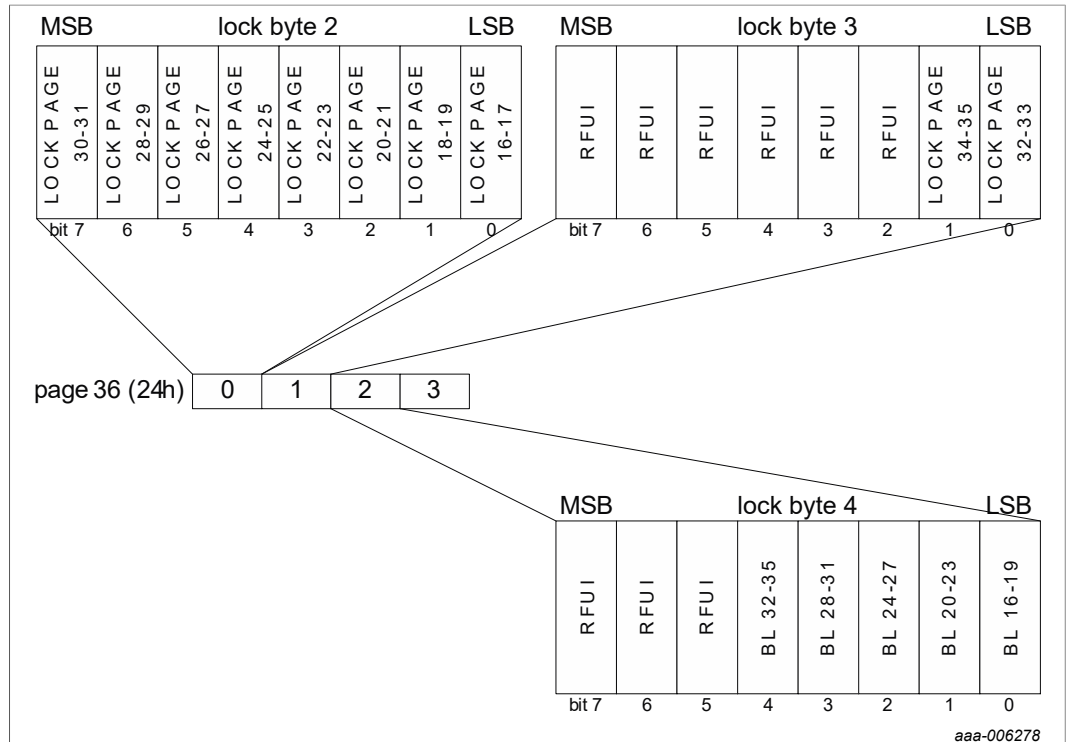 MSB lock byte 2 LSB
LOCK PAGE 30-31
LOCK PAGE 28-29
LOCK PAGE 26-27
LOCK PAGE 24-25
LOCK PAGE 22-23
LOCK PAGE 20-21
LOCK PAGE 18-19
LOCK PAGE 16-17
bit 7 6 5 4 3 2 1 0
MSB lock byte 3 LSB
RFUI
RFUI
RFUI
RFUI
RFUI
RFUI
LOCK PAGE 34-35
LOCK PAGE 32-33
bit 7 6 5 4 3 2 1 0
page 36 (24h) 0 1 2 3
MSB lock byte 4 LSB
RFUI
RFUI
RFUI
BL 32-35
BL 28-31
BL 24-27
BL 20-23
BL 16-19
bit 7 6 5 4 3 2 1 0
aaa-006278